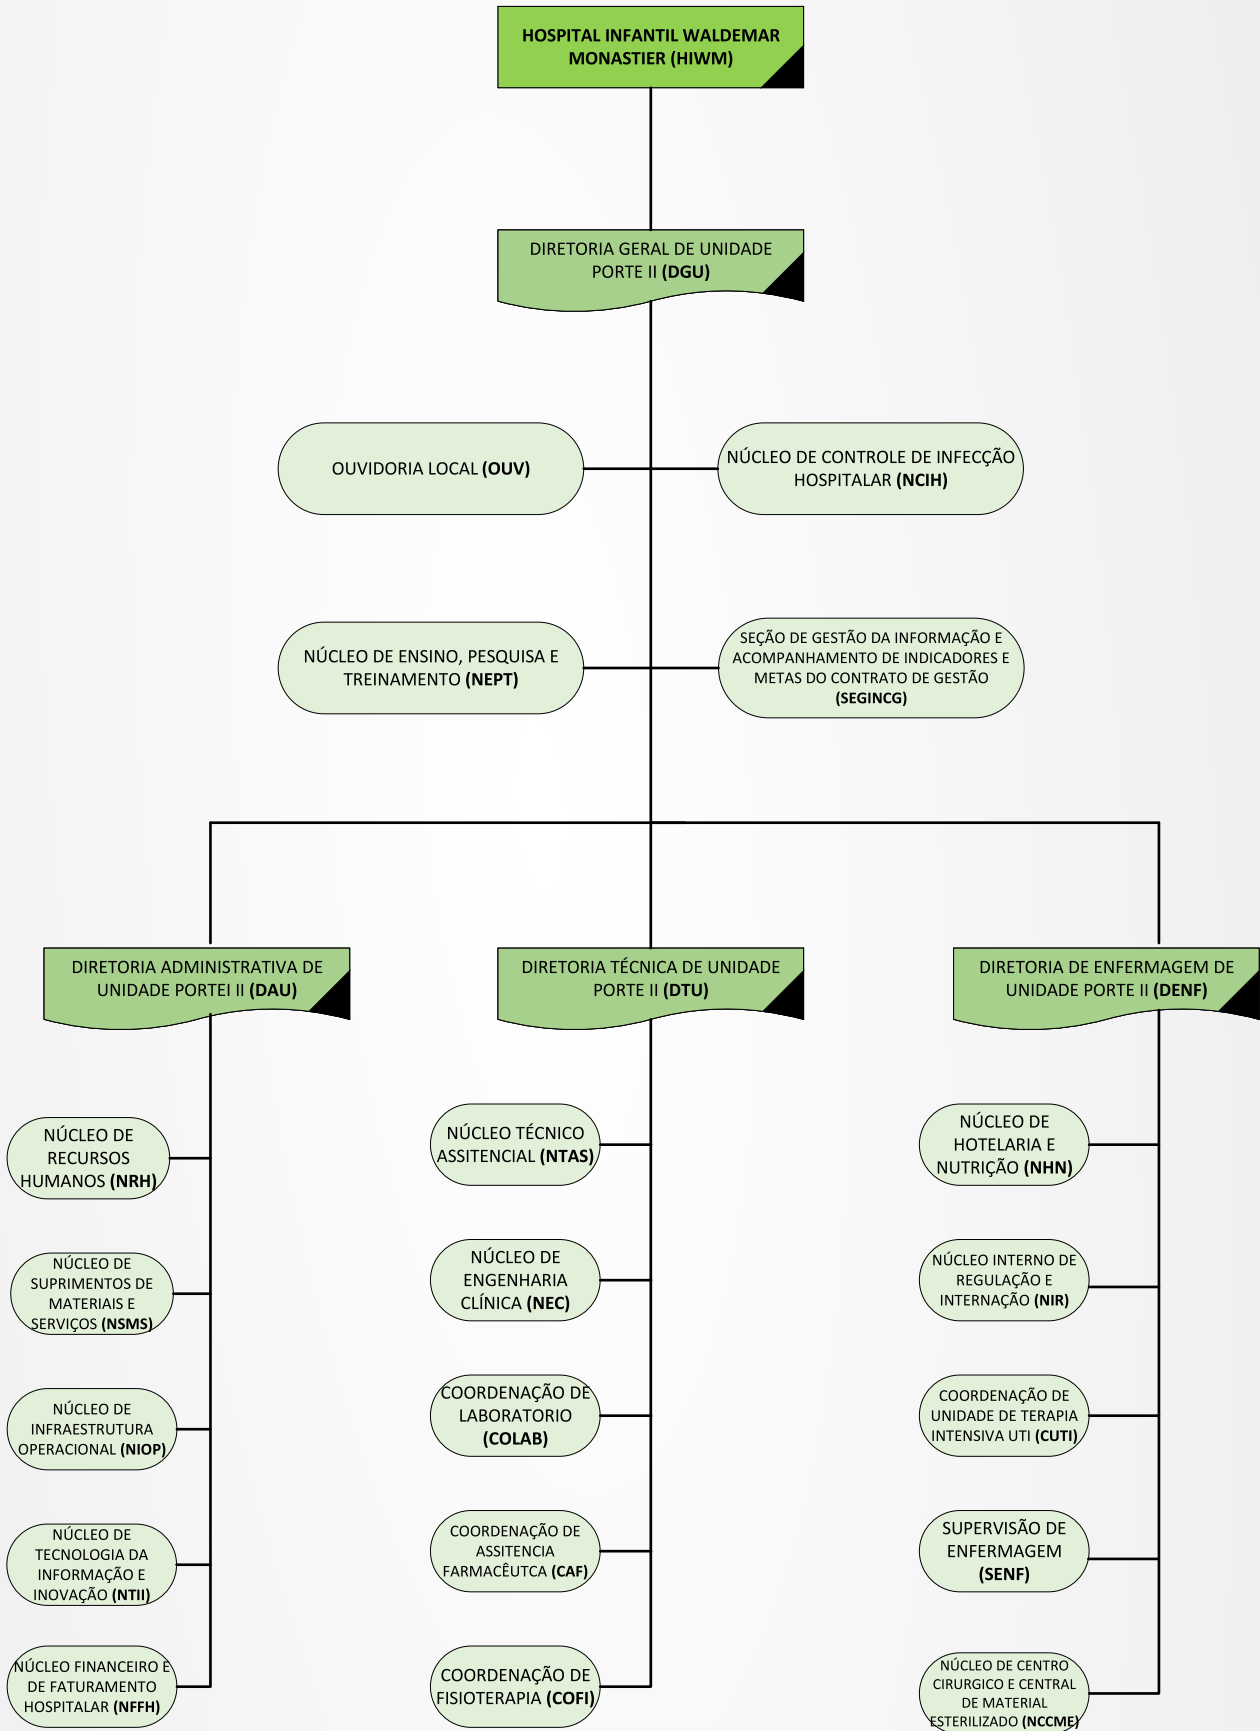 HOSPITAL INFANTIL WALDEMAR
MONASTIER (HIWM)
DIRETORIA GERAL DE UNIDADE
PORTE II (DGU)
OUVIDORIA LOCAL (OUV)
NÚCLEO DE CONTROLE DE INFECÇÃO
HOSPITALAR (NCIH)
NÚCLEO DE ENSINO, PESQUISA E
TREINAMENTO (NEPT)
SEÇÃO DE GESTÃO DA INFORMAÇÃO E
ACOMPANHAMENTO DE INDICADORES E
METAS DO CONTRATO DE GESTÃO
(SEGINCG)
DIRETORIA ADMINISTRATIVA DE
UNIDADE PORTEI II (DAU)
DIRETORIA TÉCNICA DE UNIDADE
PORTE II (DTU)
DIRETORIA DE ENFERMAGEM DE
UNIDADE PORTE II (DENF)
NÚCLEO DE
RECURSOS
HUMANOS (NRH)
NÚCLEO TÉCNICO
ASSITENCIAL (NTAS)
NÚCLEO DE
HOTELARIA E
NUTRIÇÃO (NHN)
NÚCLEO DE
SUPRIMENTOS DE
MATERIAIS E
SERVIÇOS (NSMS)
NÚCLEO DE
ENGENHARIA
CLÍNICA (NEC)
NÚCLEO INTERNO DE
REGULAÇÃO E
INTERNAÇÃO (NIR)
NÚCLEO DE
INFRAESTRUTURA
OPERACIONAL (NIOP)
COORDENAÇÃO DE
LABORATORIO
(COLAB)
COORDENAÇÃO DE
UNIDADE DE TERAPIA
INTENSIVA UTI (CUTI)
NÚCLEO DE
TECNOLOGIA DA
INFORMAÇÃO E
INOVAÇÃO (NTII)
COORDENAÇÃO DE
ASSITENCIA
FARMACÊUTCA (CAF)
SUPERVISÃO DE
ENFERMAGEM
(SENF)
NÚCLEO FINANCEIRO E
DE FATURAMENTO
HOSPITALAR (NFFH)
COORDENAÇÃO DE
FISIOTERAPIA (COFI)
NÚCLEO DE CENTRO
CIRURGICO E CENTRAL
DE MATERIAL
ESTERILIZADO (NCCME)